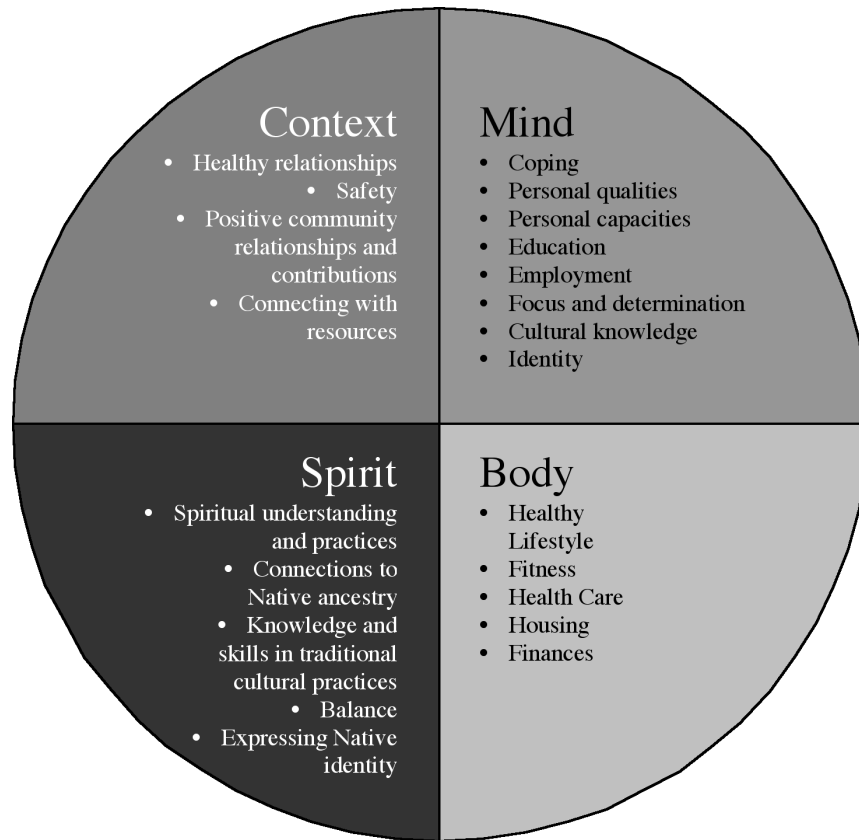 Context
• Healthy relationships
• Safety
• Positive community
relationships and
contributions
• Connecting with
resources
Mind
• Coping
• Personal qualities
• Personal capacities
• Education
• Employment
• Focus and determination
• Cultural knowledge
• Identity
Spirit
• Spiritual understanding
and practices
• Connections to
Native ancestry
• Knowledge and
skills in traditional
cultural practices
• Balance
• Expressing Native
identity
Body
• Healthy
Lifestyle
• Fitness
• Health Care
• Housing
• Finances